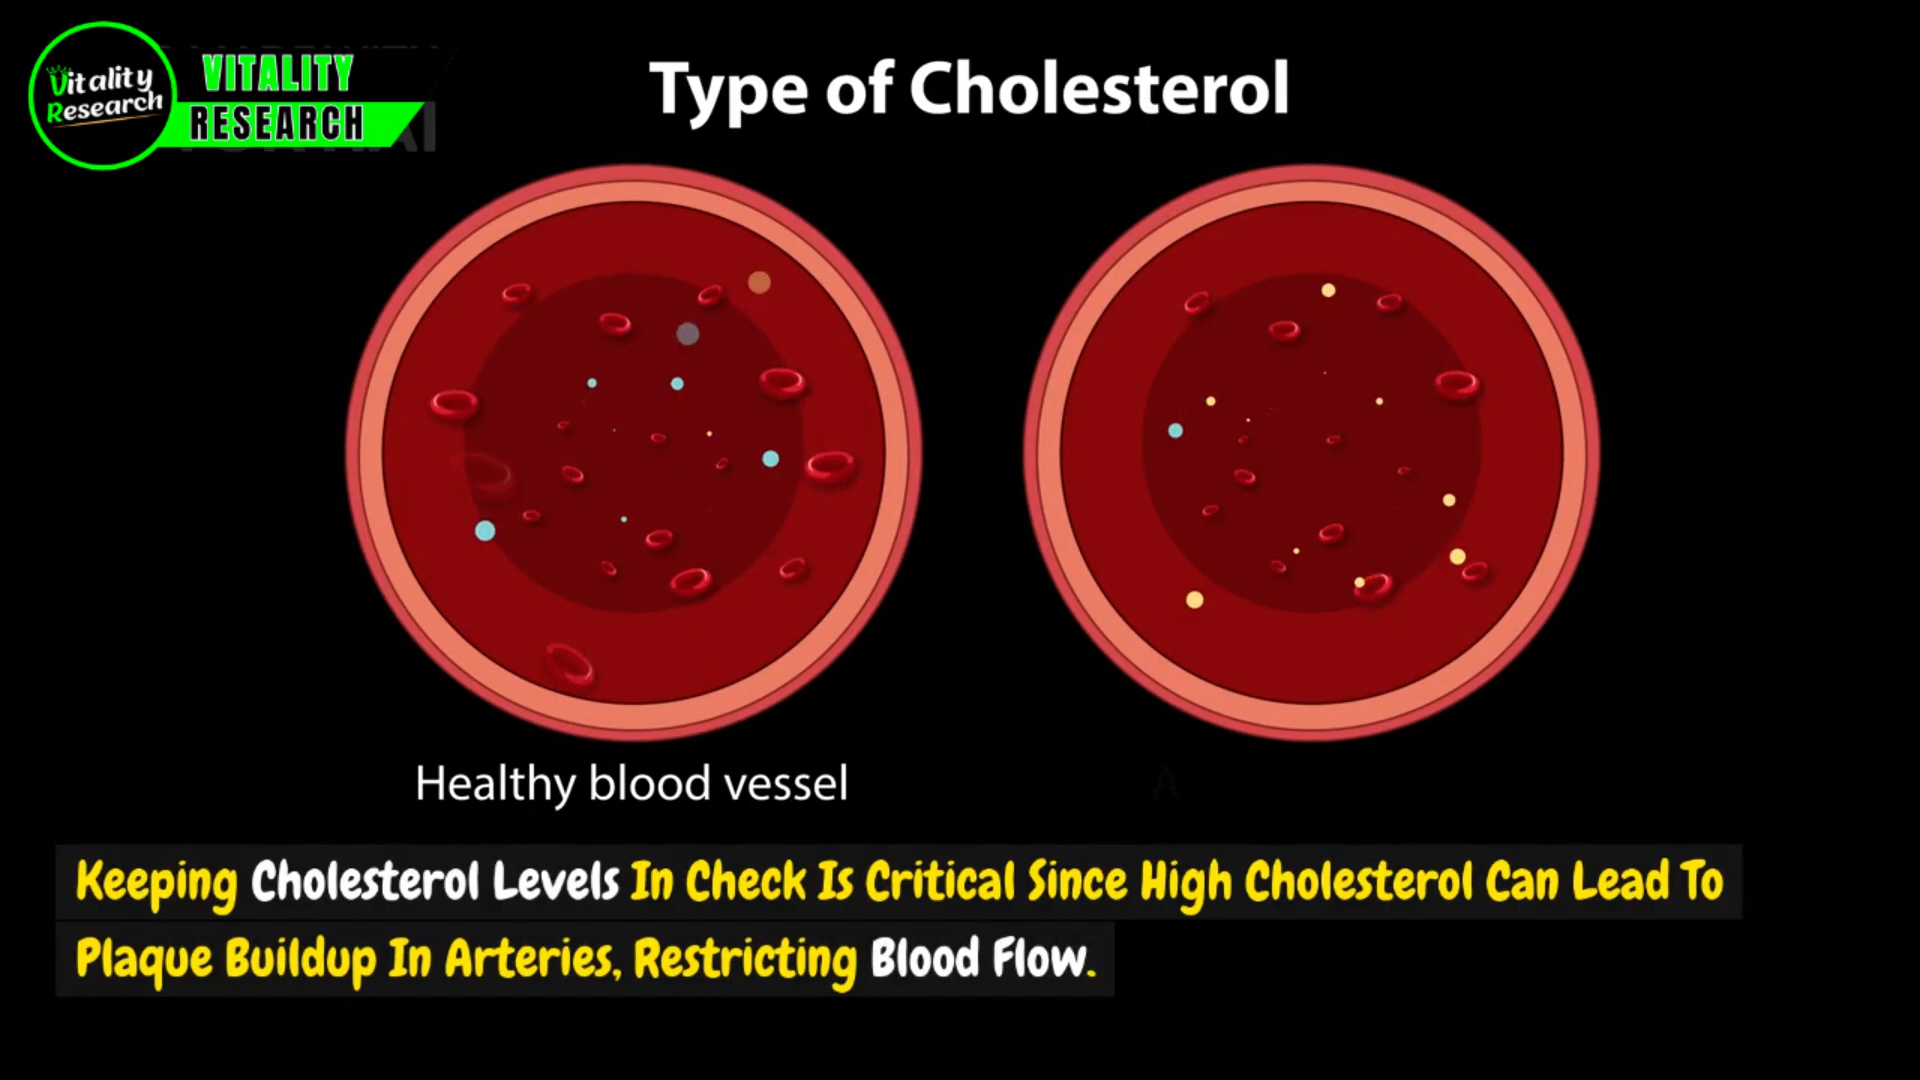 Vitality
Research
VITALITY
RESEARCH
Type of Cholesterol
Healthy blood vessel
A
Keeping Cholesterol Levels In Check Is Critical Since High Cholesterol Can Lead To
Plaque Buildup In Arteries, Restricting Blood Flow.